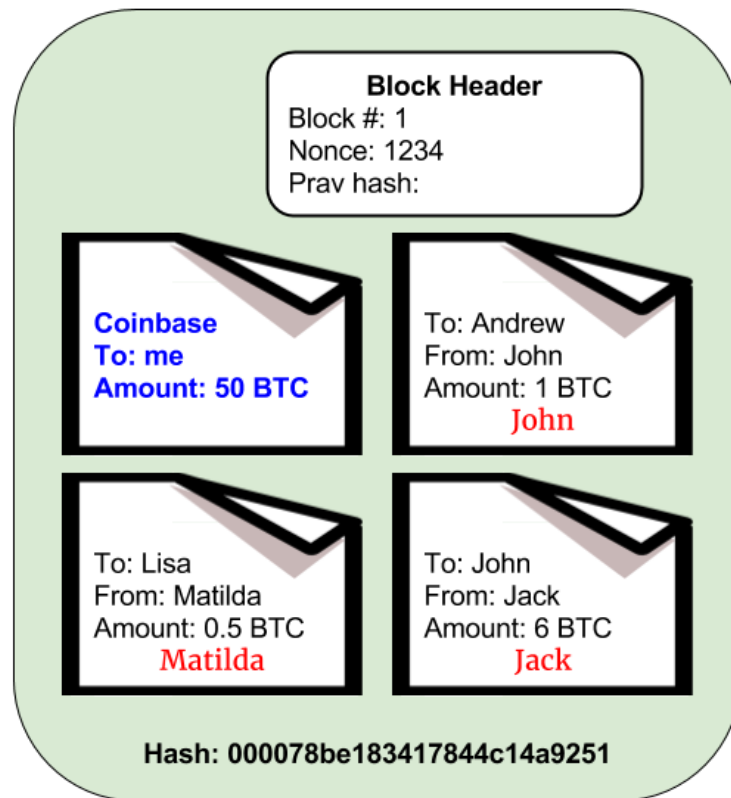 Block Header
Block #: 1
Nonce: 1234
Prav hash:
Coinbase
To: me
Amount: 50 BTC
To: Andrew
From: John
Amount: 1 BTC
John
To: Lisa
From: Matilda
Amount: 0.5 BTC
Matilda
To: John
From: Jack
Amount: 6 BTC
Jack
Hash: 000078be183417844c14a9251